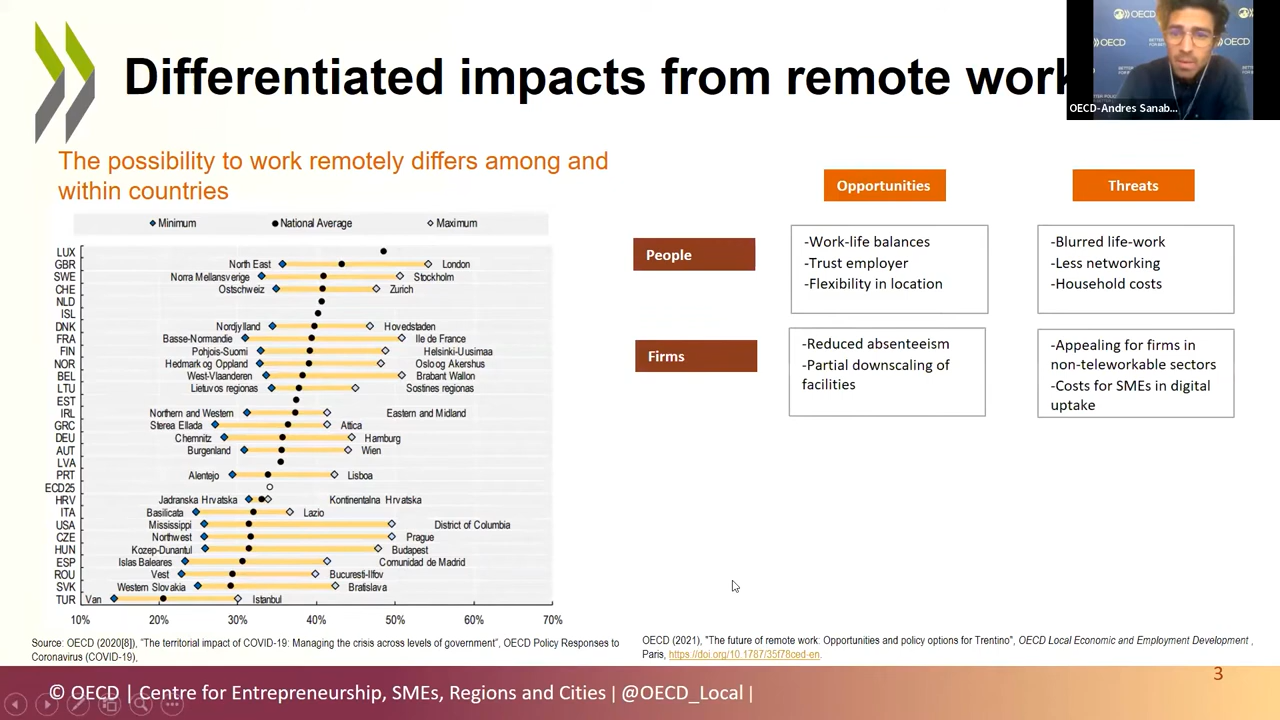 Differentiated impacts from remote work
OECD
OECD-Andres Sanab...
The possibility to work remotely differs among and
within countries
Minimum National Average Maximum
LUX
GBR North East London
SWE Norra Mellansverige Stockholm
CHE Ostschweiz Zurich
NLD
ISL
DNK Nordjylland Hovedstaden
FRA Basse-Normandie Ile de France
FIN Pohjois-Suomi Helsinki-Uusimaa
NOR Hedmark og Oppland Oslo og Akershus
BEL West-Vlaanderen Brabant Wallon
LTU Lietuvos regionas Sostines regionas
EST
IRL Northern and Western Eastern and Midland
GRC Sterea Ellada Attica
DEU Chemnitz Hamburg
AUT Burgenland Wien
LVA
PRT Alentejo Lisboa
ECD25
HRV Jadranska Hrvatska Kontinentalna Hrvatska
ITA Basilicata Lazio
USA Mississippi District of Columbia
CZE Northwest Prague
HUN Kozep-Dunantul Budapest
ESP Islas Baleares Comunidad de Madrid
ROU Vest Bucuresti-Ilfov
SVK Western Slovakia Bratislava
TUR Van Istanbul
10% 20% 30% 40% 50% 60% 70%
Source: OECD (2020[8]), "The territorial impact of COVID-19: Managing the crisis across levels of government", OECD Policy Responses to
Coronavirus (COVID-19),
Opportunities Threats
People
-Work-life balances
-Trust employer
-Flexibility in location
-Blurred life-work
-Less networking
-Household costs
Firms
-Reduced absenteeism
-Partial downscaling of
facilities
-Appealing for firms in
non-teleworkable sectors
-Costs for SMEs in digital
uptake
OECD (2021), "The future of remote work: Opportunities and policy options for Trentino", OECD Local Economic and Employment Development ,
Paris, https://doi.org/10.1787/35f78ced-en.
3
© OECD | Centre for Entrepreneurship, SMEs, Regions and Cities | @OECD_Local |